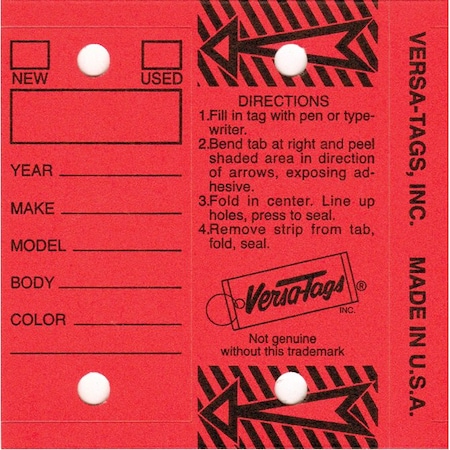 NEW USED
YEAR
MAKE
MODEL
BODY
COLOR
DIRECTIONS
1.Fill in tag with pen or type-
writer.
2.Bend tab at right and peel
shaded area in direction
of arrows, exposing ad-
hesive.
3.Fold in center. Line up
holes, press to seal.
4.Remove strip from tab,
fold, seal.
Versa-Tags ®
INC.
Not genuine
without this trademark
VERSA-TAGS, INC. MADE IN U.S.A.